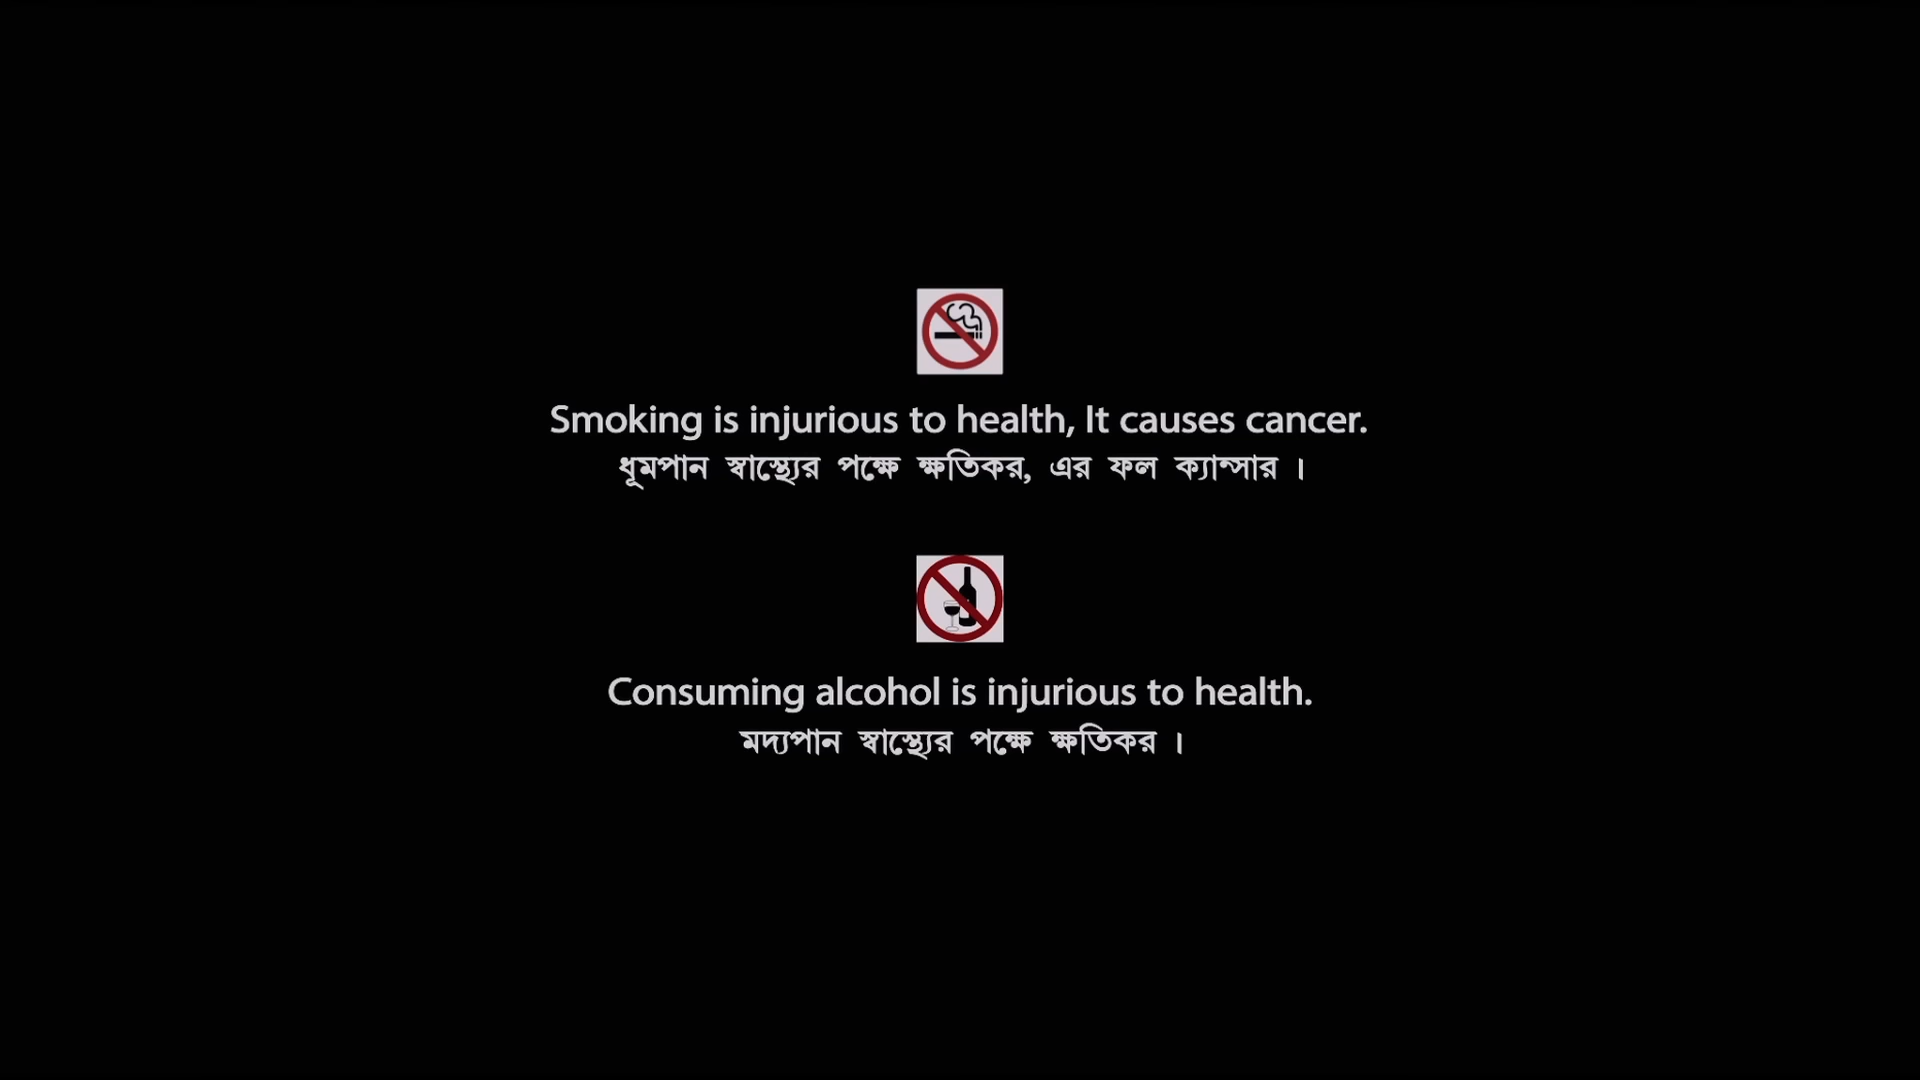 Smoking is injurious to health, It causes cancer.
ধূমপান স্বাস্থ্যের পক্ষে ক্ষতিকর, এর ফল ক্যান্সার ।
Consuming alcohol is injurious to health.
মদ্যপান স্বাস্থ্যের পক্ষে ক্ষতিকর ।